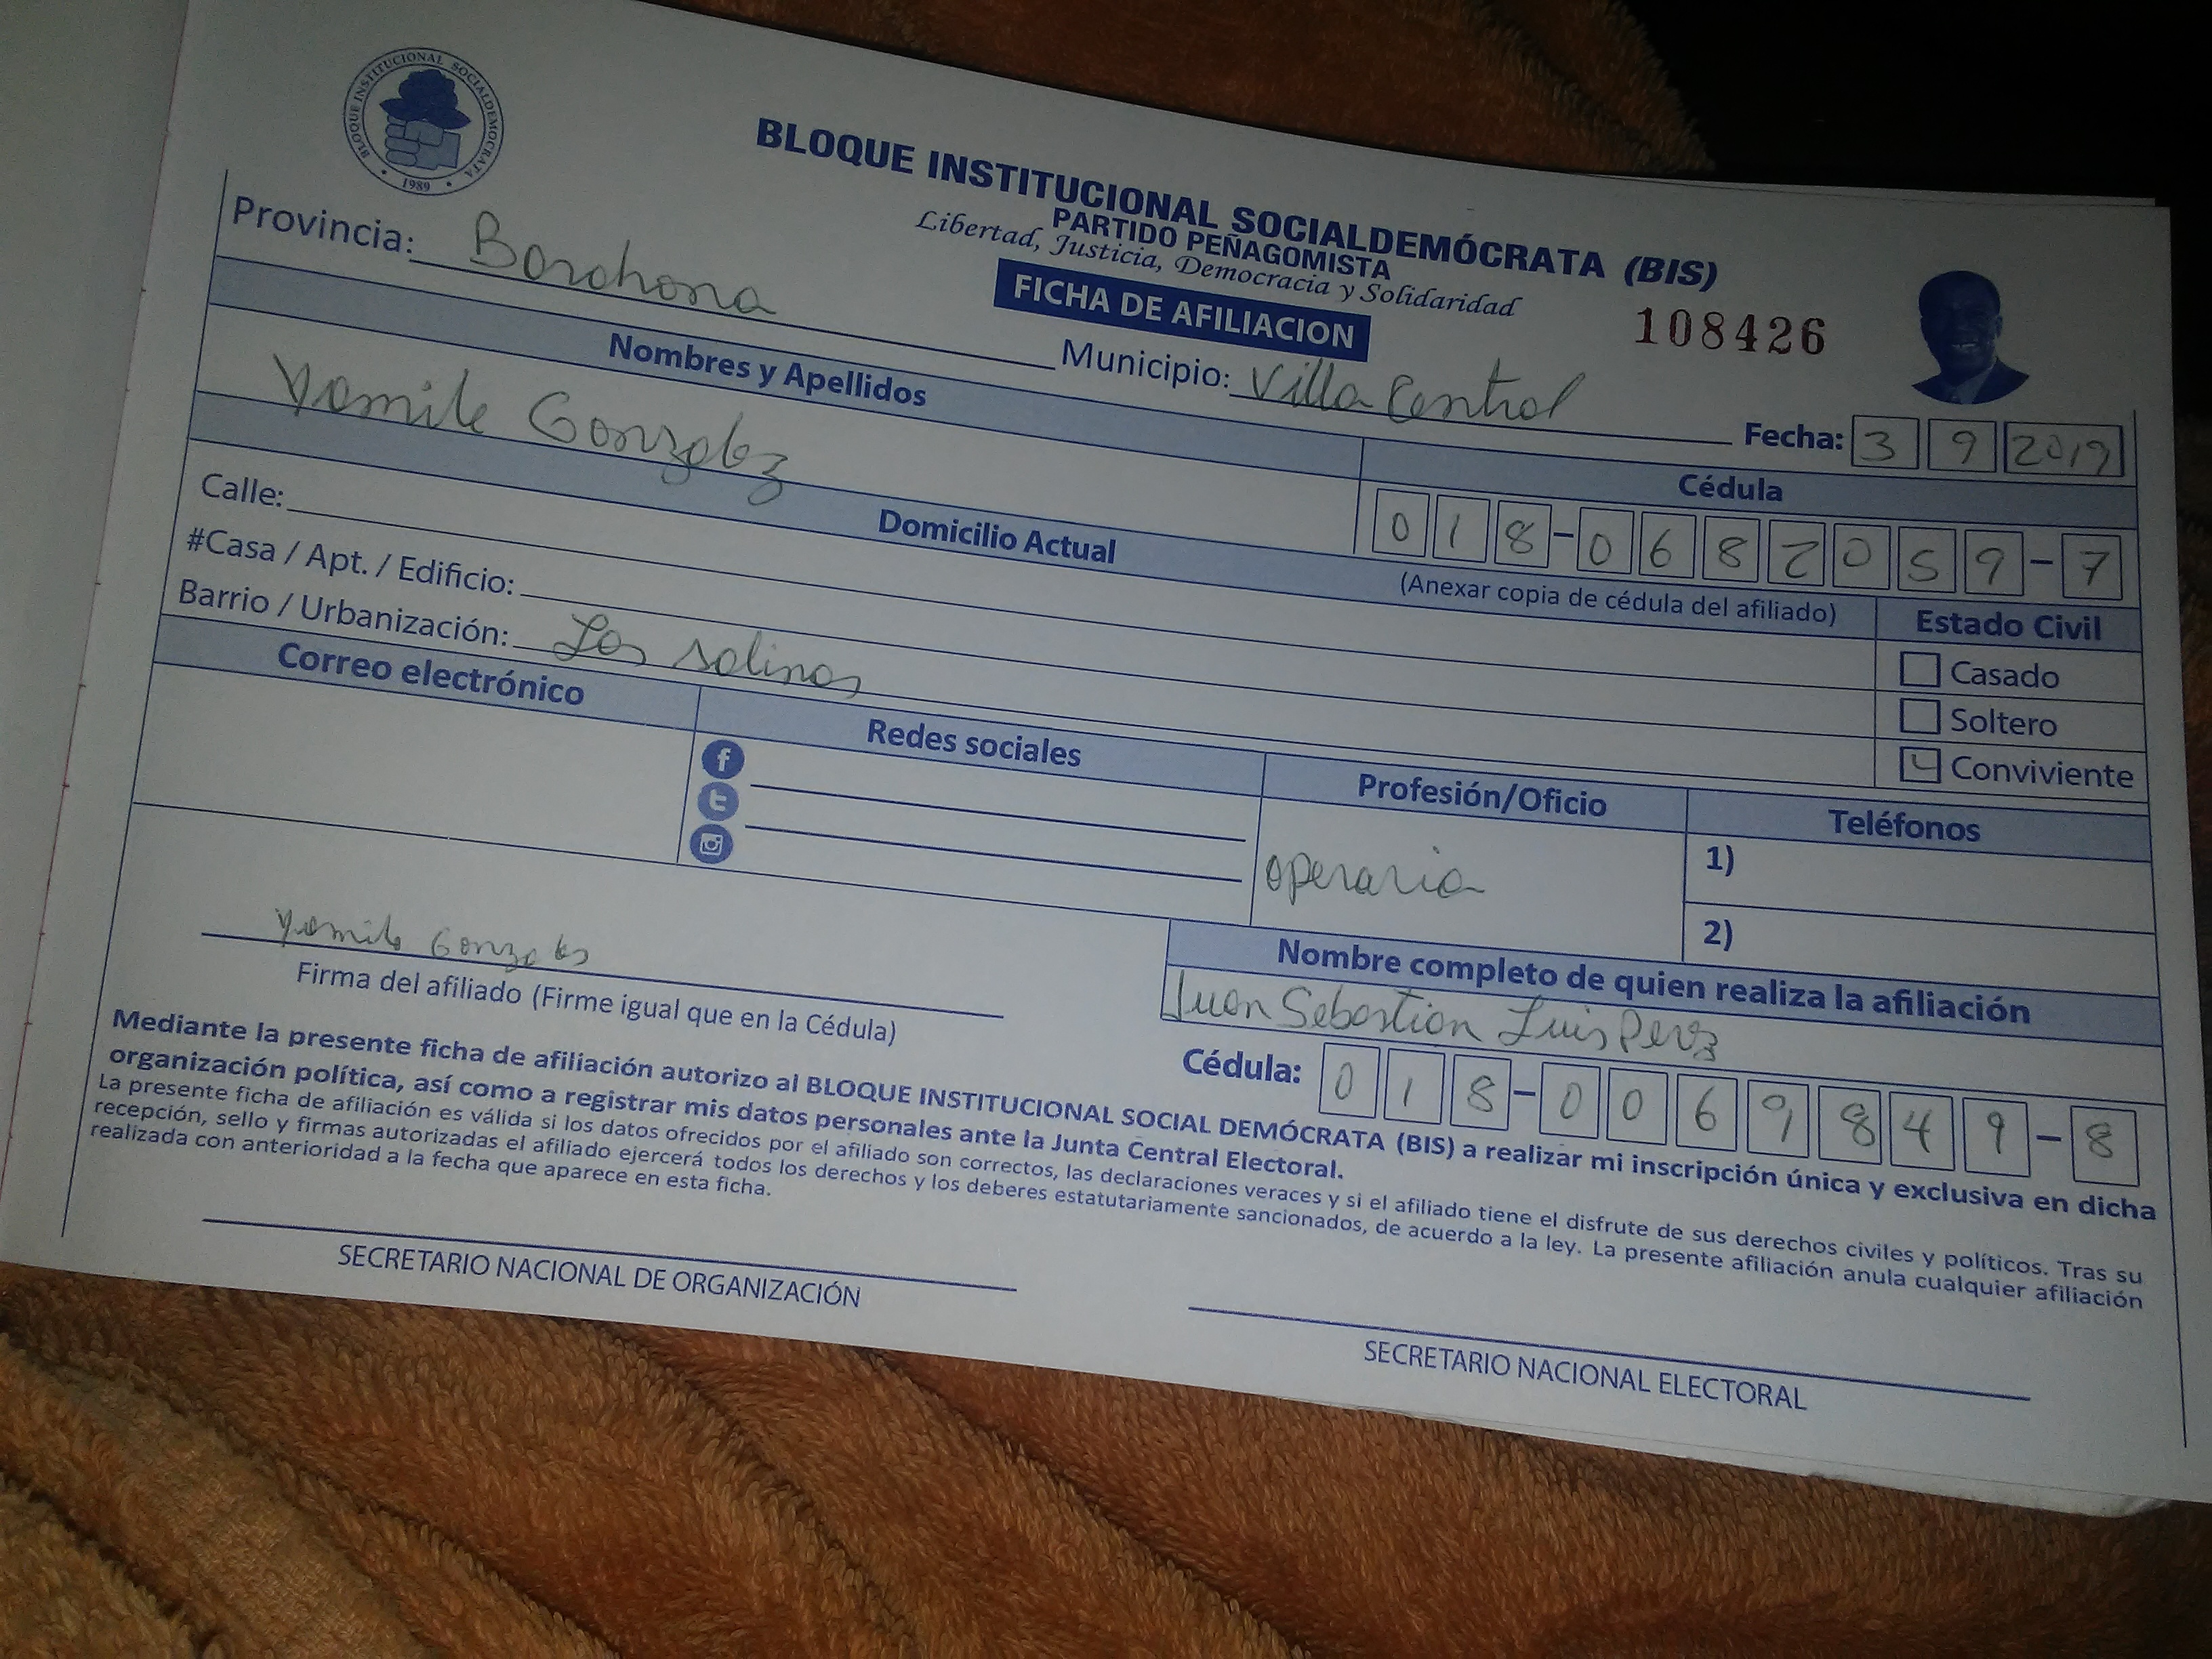 BLOQUE INSTITUCIONAL SOCIALDEMOCRATA
1989
BLOQUE INSTITUCIONAL SOCIALDEMÓCRATA (BIS)
PARTIDO PEÑAGOMISTA
Libertad, Justicia, Democracia y Solidaridad
FICHA DE AFILIACION
108426
Provincia: Barahona Municipio: Villa Central Fecha: 3 9 2019
Nombres y Apellidos Cédula
Yamile Gonzalez 018-0682059-7
(Anexar copia de cédula del afiliado)
Domicilio Actual Estado Civil
Calle: Casado
#Casa / Apt. / Edificio: Soltero
Barrio / Urbanización: Las salinas Conviviente
Correo electrónico Redes sociales Profesión/Oficio Teléfonos
operaria 1)
2)
Yamile Gonzalez
Firma del afiliado (Firme igual que en la Cédula)
Nombre completo de quien realiza la afiliación
Juan Sebastian Luis Perez
Cédula: 018-0069849-8
Mediante la presente ficha de afiliación autorizo al BLOQUE INSTITUCIONAL SOCIAL DEMÓCRATA (BIS) a realizar mi inscripción única y exclusiva en dicha
organización política, así como a registrar mis datos personales ante la Junta Central Electoral.
La presente ficha de afiliación es válida si los datos ofrecidos por el afiliado son correctos, las declaraciones veraces y si el afiliado tiene el disfrute de sus derechos civiles y políticos. Tras su
recepción, sello y firmas autorizadas el afiliado ejercerá todos los derechos y los deberes estatutariamente sancionados, de acuerdo a la ley. La presente afiliación anula cualquier afiliación
realizada con anterioridad a la fecha que aparece en esta ficha.
SECRETARIO NACIONAL DE ORGANIZACIÓN
SECRETARIO NACIONAL ELECTORAL